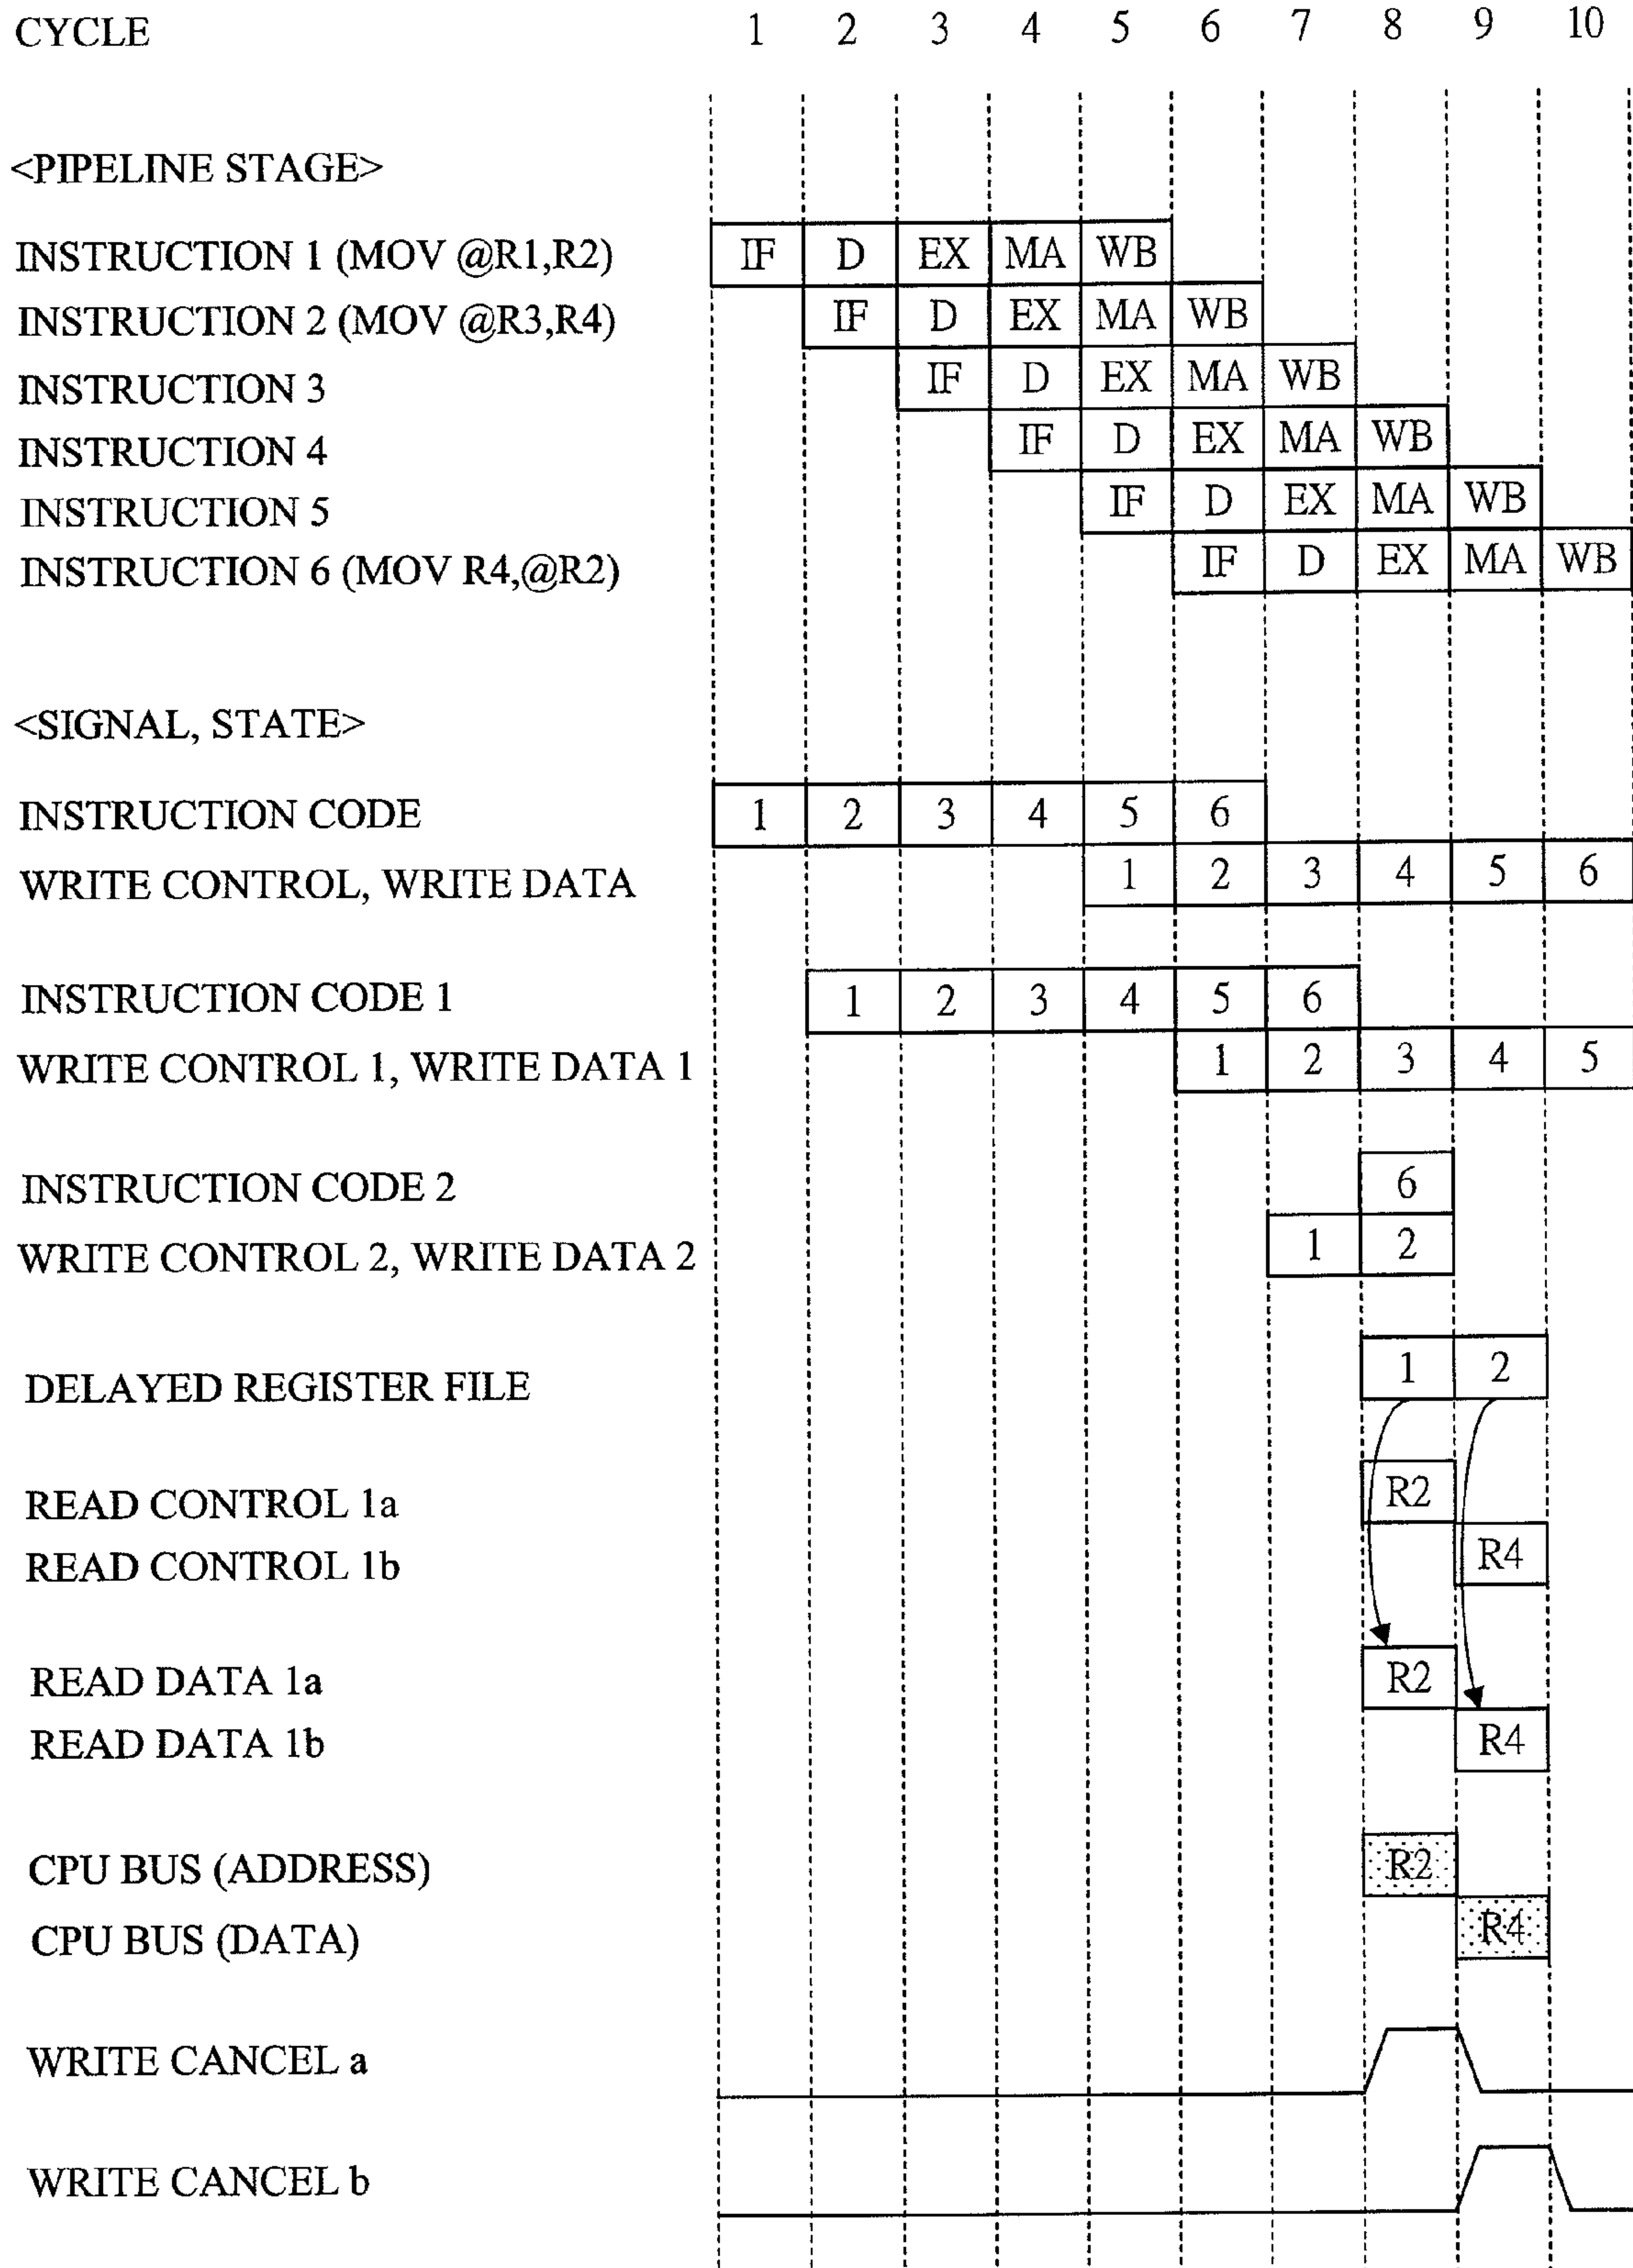 CYCLE 1 2 3 4 5 6 7 8 9 10
<PIPELINE STAGE>
INSTRUCTION 1 (MOV @R1,R2) IF D EX MA WB
INSTRUCTION 2 (MOV @R3,R4) IF D EX MA WB
INSTRUCTION 3 IF D EX MA WB
INSTRUCTION 4 IF D EX MA WB
INSTRUCTION 5 IF D EX MA WB
INSTRUCTION 6 (MOV R4,@R2) IF D EX MA WB
<SIGNAL, STATE>
INSTRUCTION CODE 1 2 3 4 5 6
WRITE CONTROL, WRITE DATA 1 2 3 4 5 6
INSTRUCTION CODE 1 1 2 3 4 5 6
WRITE CONTROL 1, WRITE DATA 1 1 2 3 4 5
INSTRUCTION CODE 2 6
WRITE CONTROL 2, WRITE DATA 2 1 2
DELAYED REGISTER FILE 1 2
READ CONTROL 1a R2
READ CONTROL 1b R4
READ DATA 1a R2
READ DATA 1b R4
CPU BUS (ADDRESS) R2
CPU BUS (DATA) R4
WRITE CANCEL a
WRITE CANCEL b